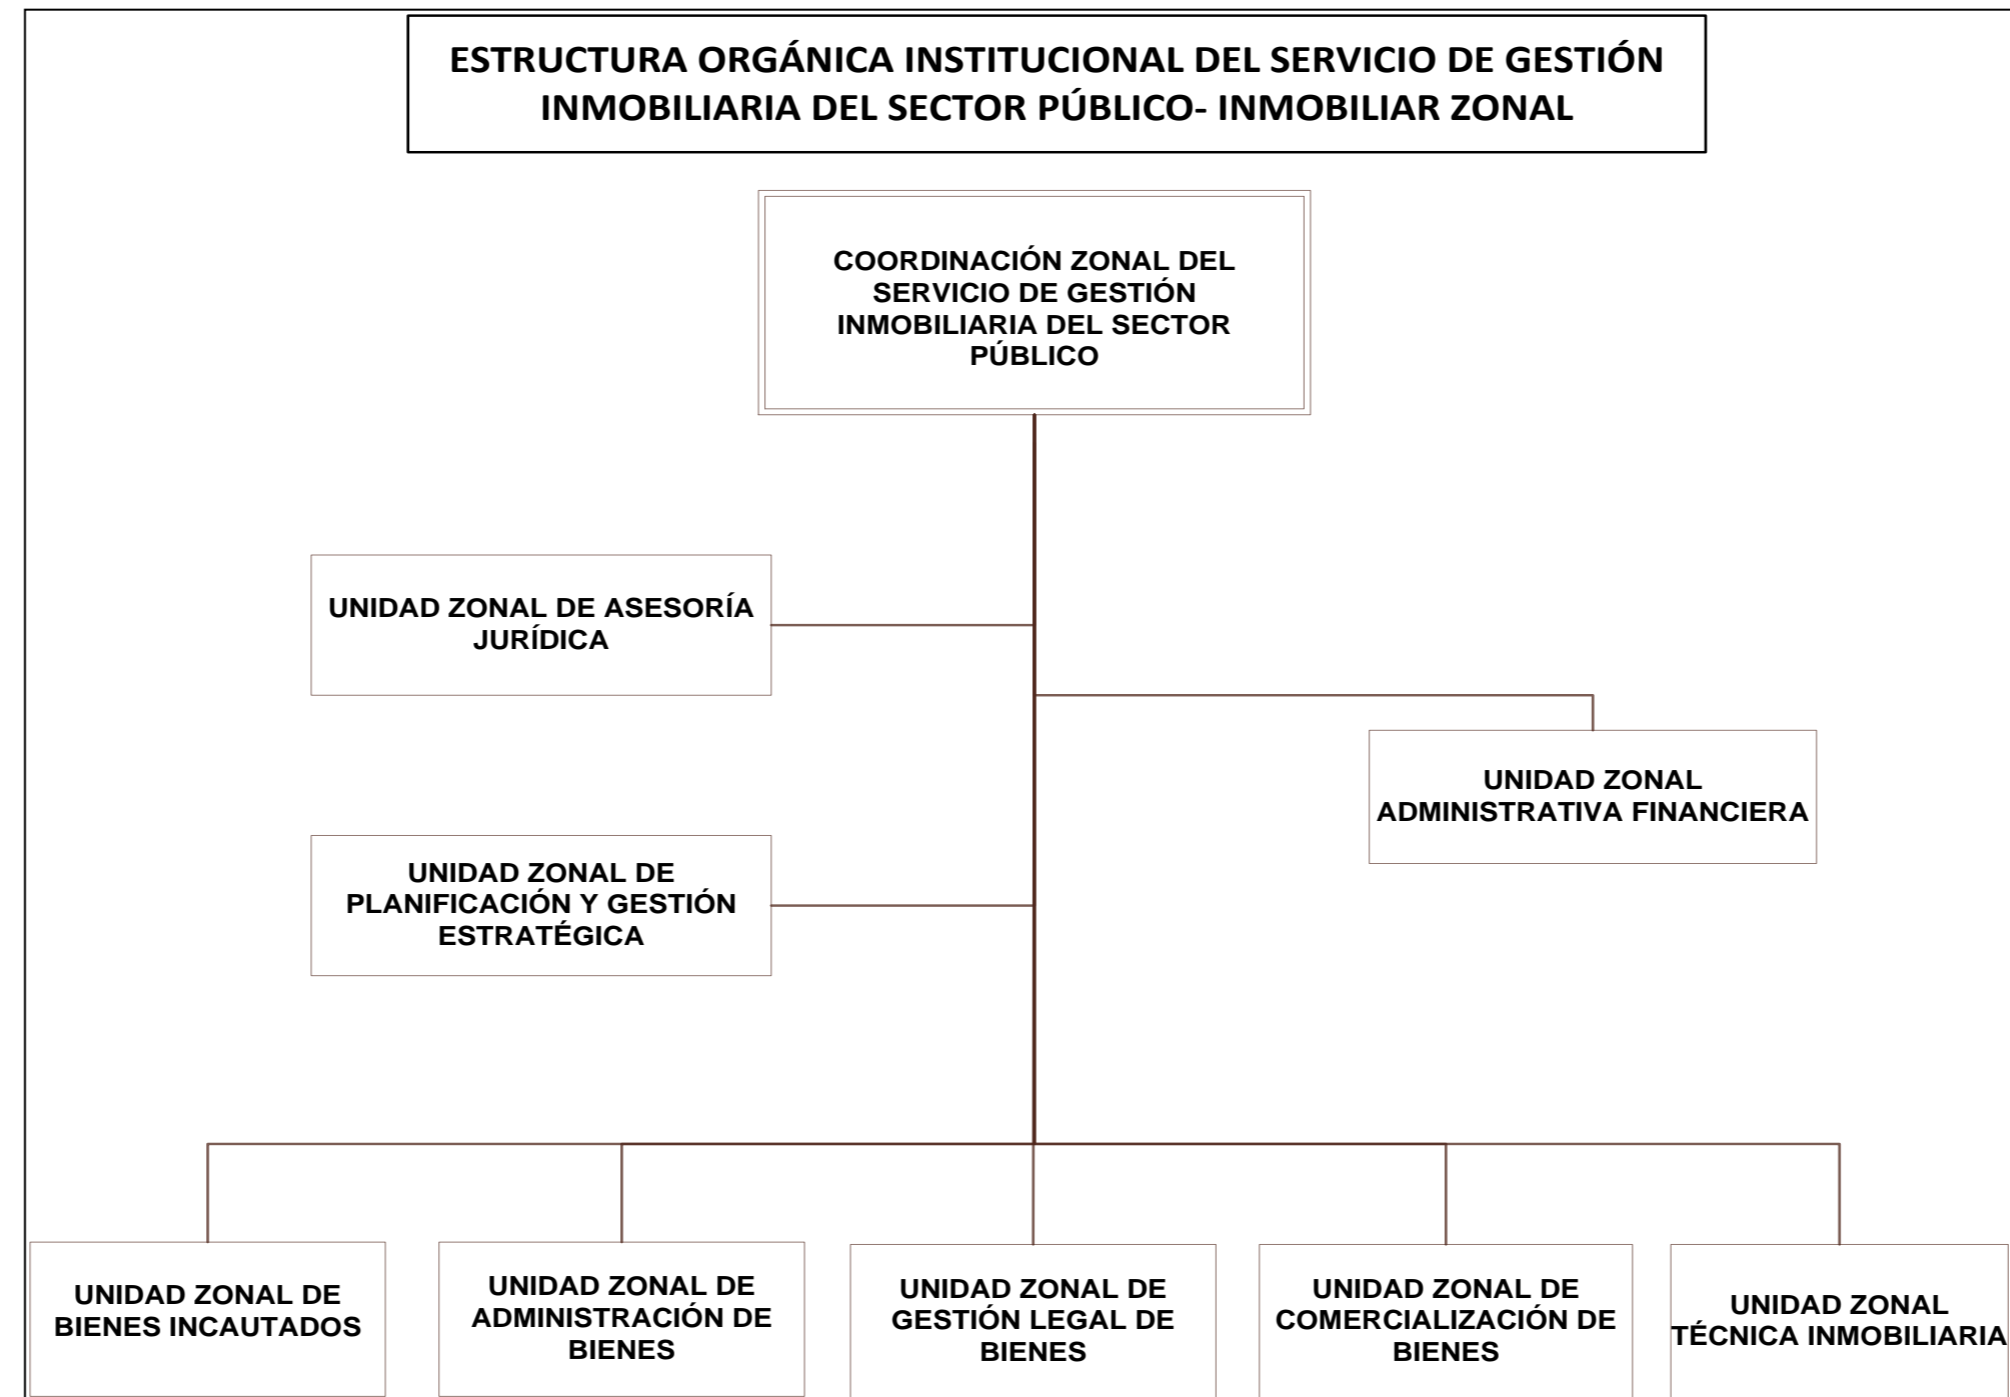 ESTRUCTURA ORGÁNICA INSTITUCIONAL DEL SERVICIO DE GESTIÓN
INMOBILIARIA DEL SECTOR PÚBLICO- INMOBILIAR ZONAL
COORDINACIÓN ZONAL DEL
SERVICIO DE GESTIÓN
INMOBILIARIA DEL SECTOR
PÚBLICO
UNIDAD ZONAL DE ASESORÍA
JURÍDICA
UNIDAD ZONAL
ADMINISTRATIVA FINANCIERA
UNIDAD ZONAL DE
PLANIFICACIÓN Y GESTIÓN
ESTRATÉGICA
UNIDAD ZONAL DE
BIENES INCAUTADOS
UNIDAD ZONAL DE
ADMINISTRACIÓN DE
BIENES
UNIDAD ZONAL DE
GESTIÓN LEGAL DE
BIENES
UNIDAD ZONAL DE
COMERCIALIZACIÓN DE
BIENES
UNIDAD ZONAL
TÉCNICA INMOBILIARIA